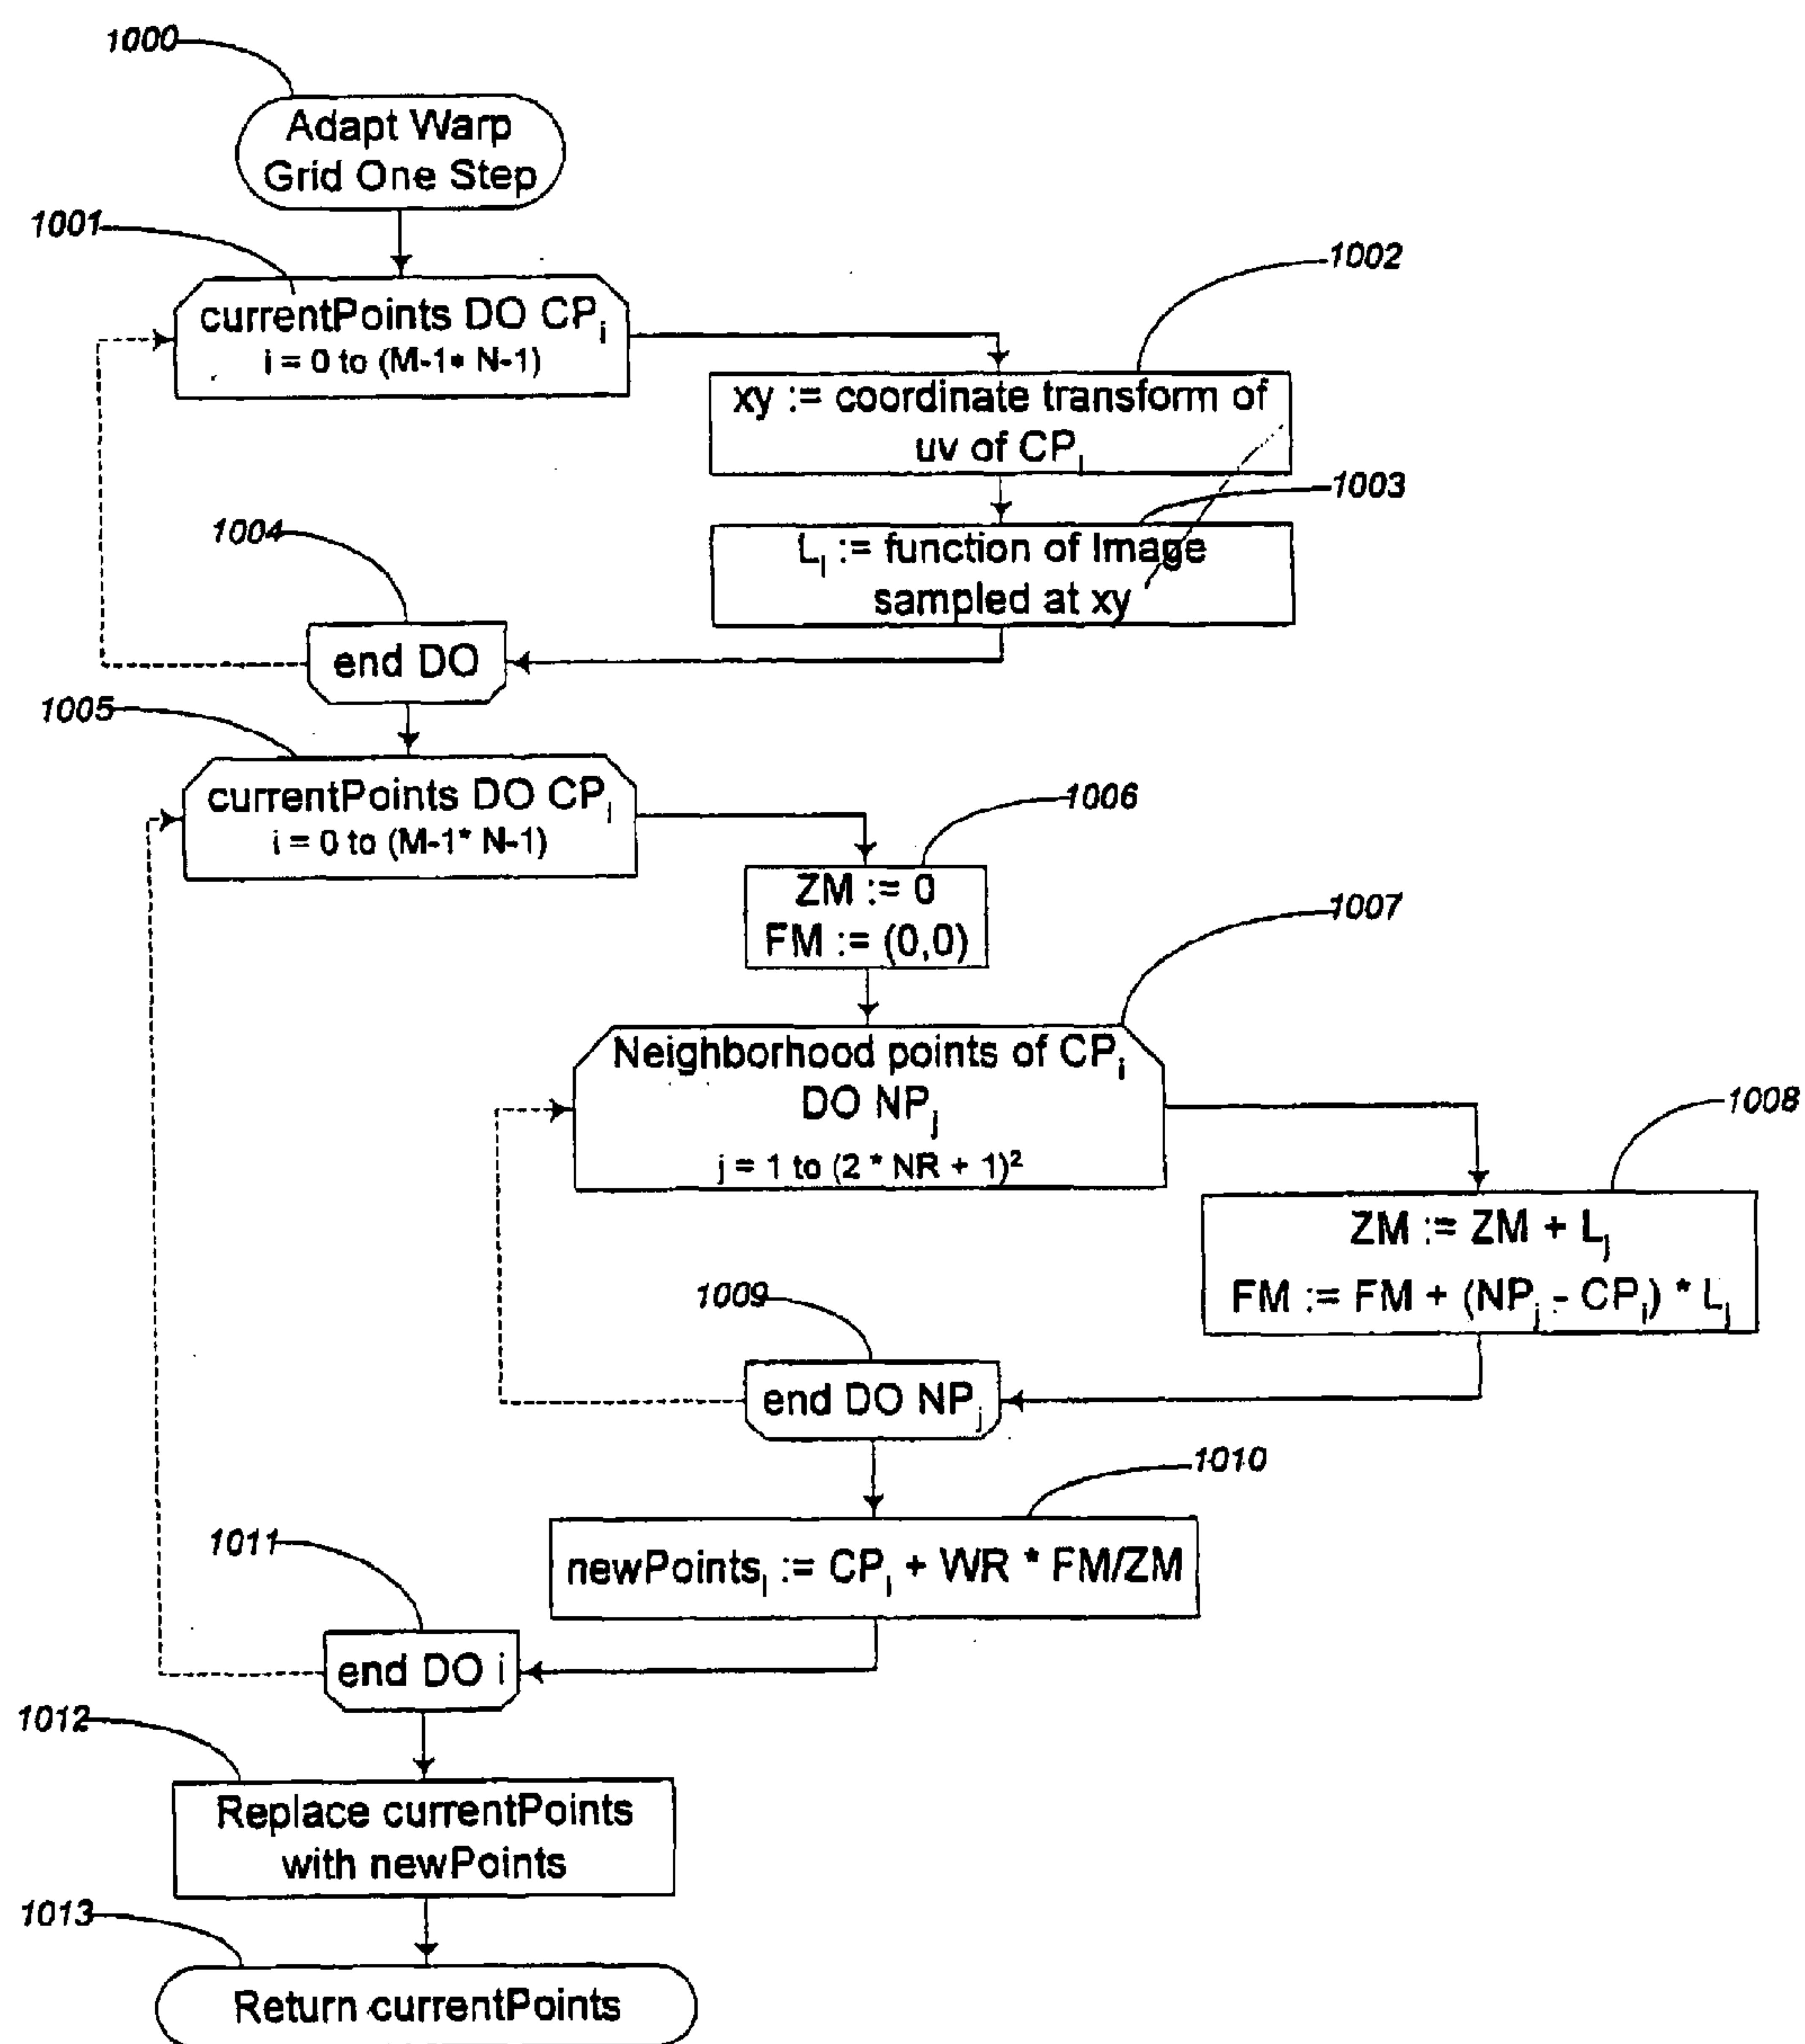 1000
Adapt Warp
Grid One Step
1001
currentPoints DO CPi
i = 0 to (M-1* N-1)
1002
xy := coordinate transform of
uv of CPi
1003
Li := function of Image
sampled at xy
1004
end DO
1005
currentPoints DO CPi
i = 0 to (M-1* N-1)
1006
ZM := 0
FM := (0,0)
1007
Neighborhood points of CPi
DO NPj
j = 1 to (2 * NR + 1)²
1008
ZM := ZM + Lj
FM := FM + (NPj - CPi) * Lj
1009
end DO NPj
1010
newPointsi := CPi + WR * FM/ZM
1011
end DO i
1012
Replace currentPoints
with newPoints
1013
Return currentPoints